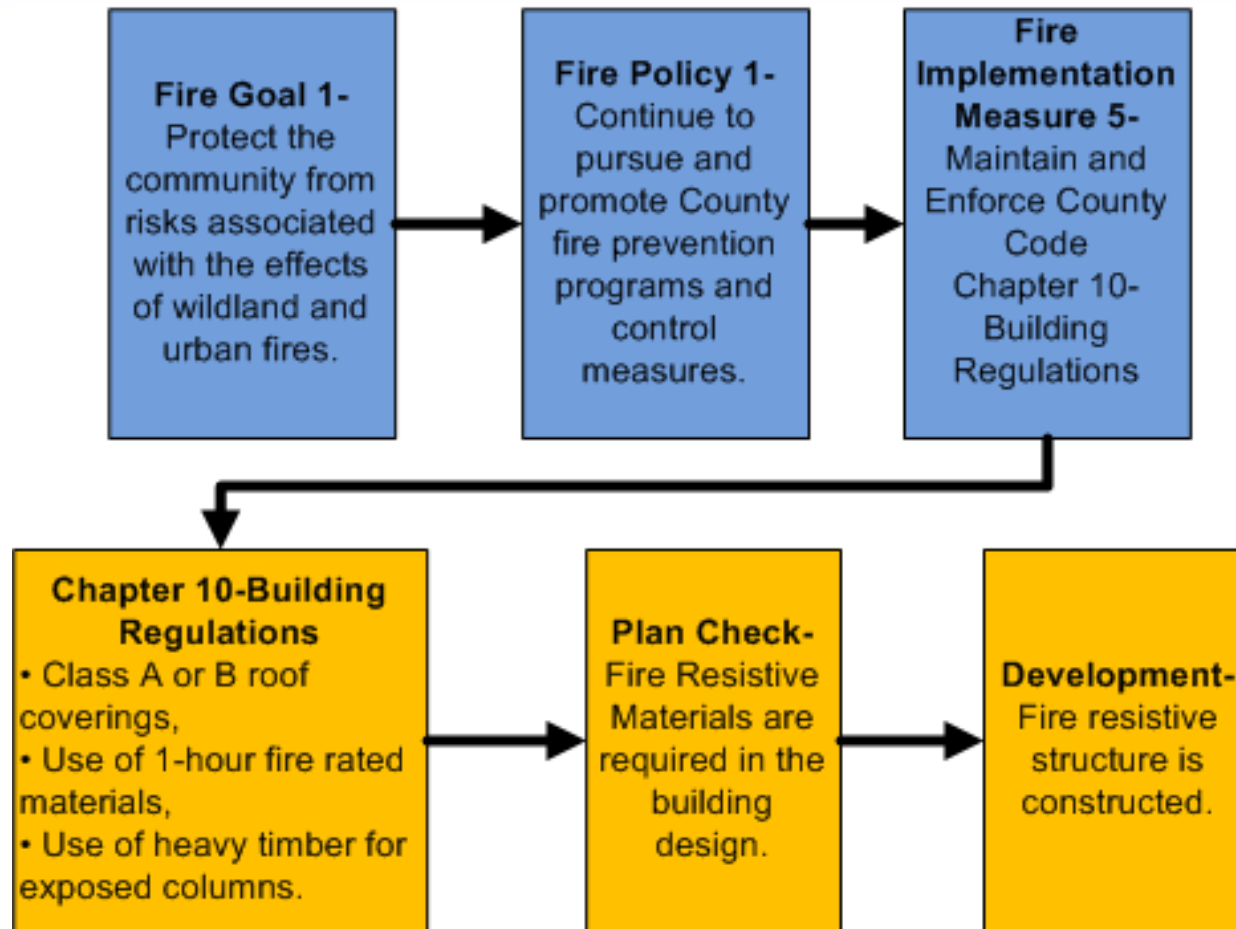 Fire Goal 1-
Protect the
community from
risks associated
with the effects
of wildland and
urban fires.
Fire Policy 1-
Continue to
pursue and
promote County
fire prevention
programs and
control
measures.
Fire
Implementation
Measure 5-
Maintain and
Enforce County
Code
Chapter 10-
Building
Regulations
Chapter 10-Building
Regulations
• Class A or B roof
coverings,
• Use of 1-hour fire rated
materials,
• Use of heavy timber for
exposed columns.
Plan Check-
Fire Resistive
Materials are
required in the
building
design.
Development-
Fire resistive
structure is
constructed.